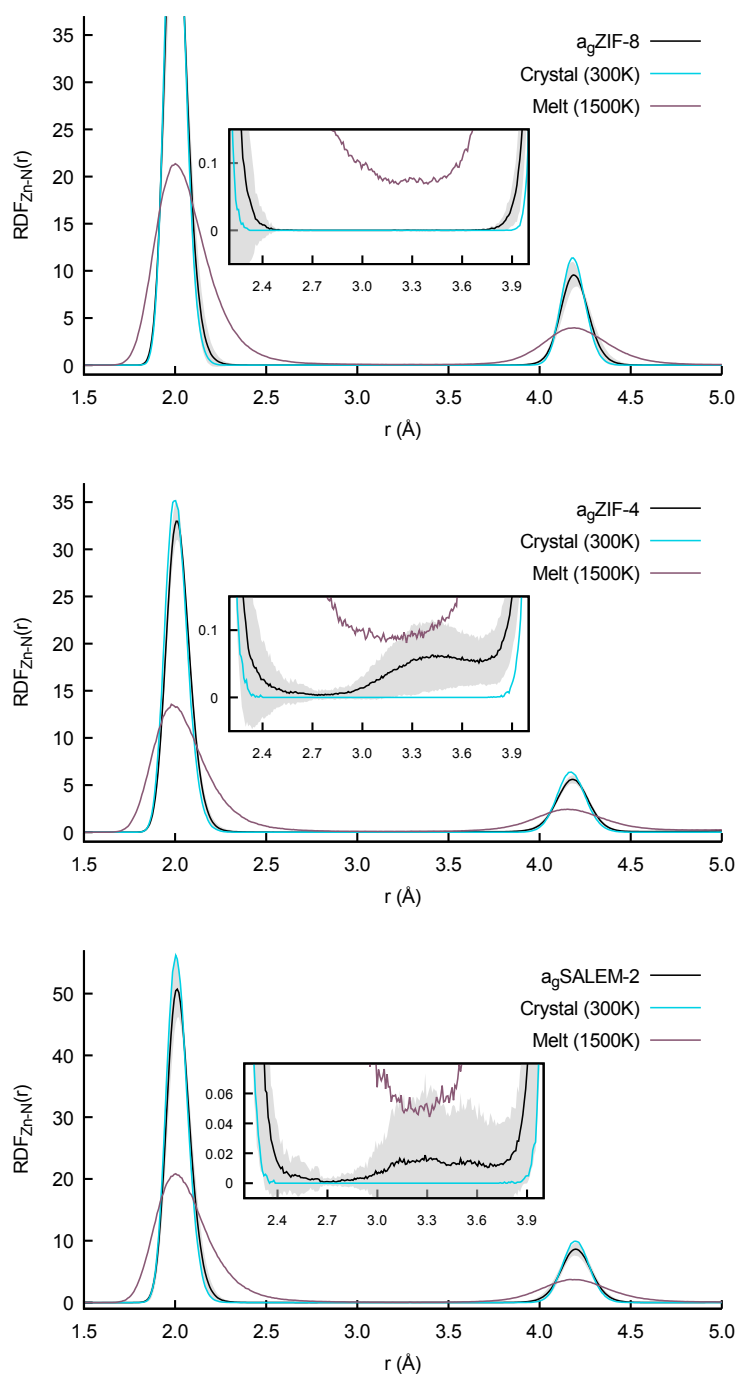 35
30
25
20
15
10
5
0
RDF_Zn-N(r)
a_gZIF-8
Crystal (300K)
Melt (1500K)
0.1
0
2.4 2.7 3.0 3.3 3.6 3.9
1.5 2.0 2.5 3.0 3.5 4.0 4.5 5.0
r (Å)
35
30
25
20
15
10
5
0
RDF_Zn-N(r)
a_gZIF-4
Crystal (300K)
Melt (1500K)
0.1
0
2.4 2.7 3.0 3.3 3.6 3.9
1.5 2.0 2.5 3.0 3.5 4.0 4.5 5.0
r (Å)
50
40
30
20
10
0
RDF_Zn-N(r)
a_gSALEM-2
Crystal (300K)
Melt (1500K)
0.06
0.04
0.02
0
2.4 2.7 3.0 3.3 3.6 3.9
1.5 2.0 2.5 3.0 3.5 4.0 4.5 5.0
r (Å)